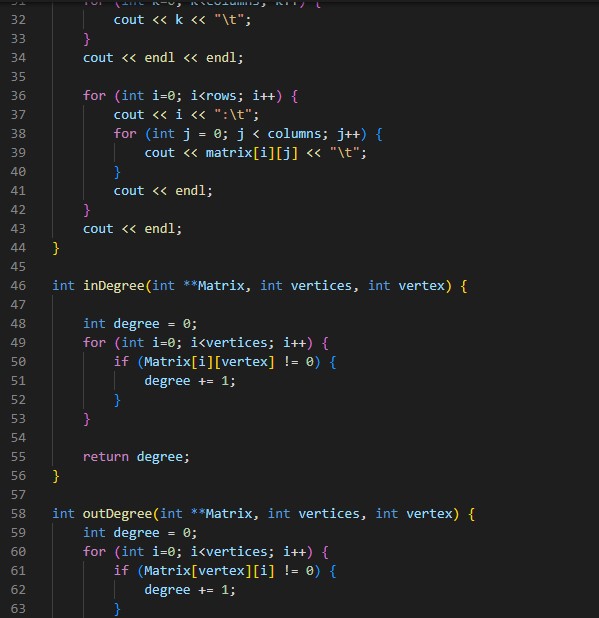 31 for (int k=0; k<columns; k++) {
32 cout << k << "\t";
33 }
34 cout << endl << endl;
35
36 for (int i=0; i<rows; i++) {
37 cout << i << ":\t";
38 for (int j = 0; j < columns; j++) {
39 cout << matrix[i][j] << "\t";
40 }
41 cout << endl;
42 }
43 cout << endl;
44 }
45
46 int inDegree(int **Matrix, int vertices, int vertex) {
47
48 int degree = 0;
49 for (int i=0; i<vertices; i++) {
50 if (Matrix[i][vertex] != 0) {
51 degree += 1;
52 }
53 }
54
55 return degree;
56 }
57
58 int outDegree(int **Matrix, int vertices, int vertex) {
59 int degree = 0;
60 for (int i=0; i<vertices; i++) {
61 if (Matrix[vertex][i] != 0) {
62 degree += 1;
63 }